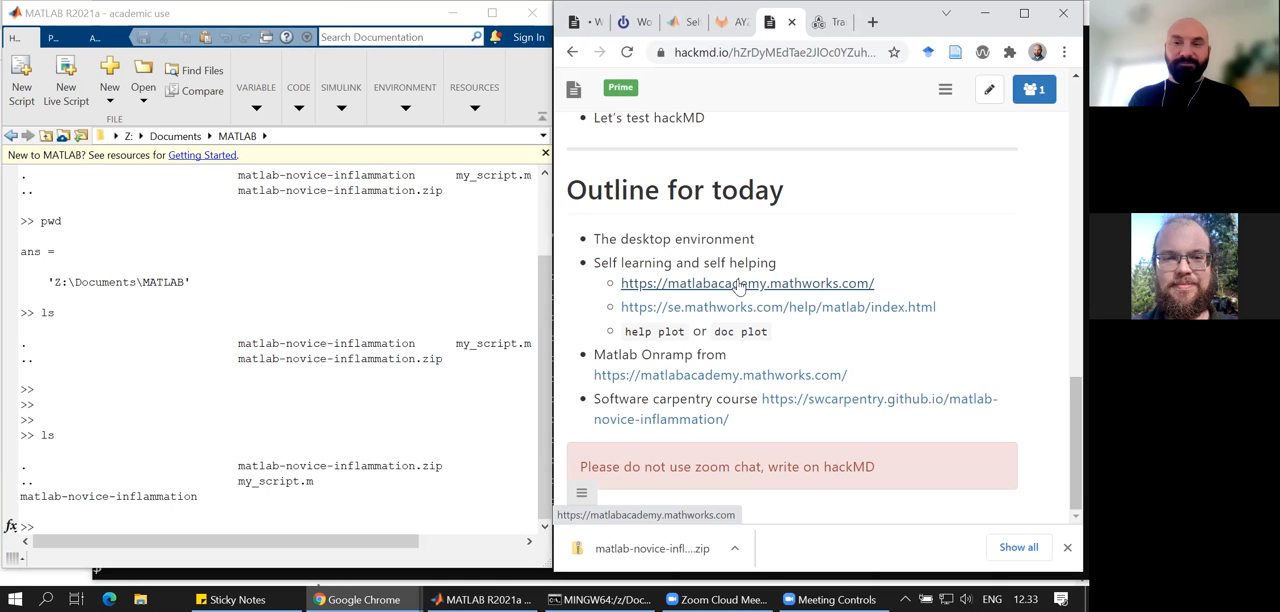 MATLAB R2021a - academic use
H...
P...
A...
Search Documentation
Sign In
New Script
New Live Script
New
Open
Find Files
Compare
FILE
VARIABLE
CODE
SIMULINK
ENVIRONMENT
RESOURCES
Z: Documents MATLAB
New to MATLAB? See resources for Getting Started.
. matlab-novice-inflammation my_script.m
.. matlab-novice-inflammation.zip
>> pwd
ans =
'Z:\Documents\MATLAB'
>> ls
. matlab-novice-inflammation my_script.m
.. matlab-novice-inflammation.zip
>>
>>
>>
>> ls
. matlab-novice-inflammation.zip
.. my_script.m
matlab-novice-inflammation
fx >>
Wo
Sel
AY
Tra
hackmd.io/hZrDyMEdTae2JlOc0YZuh...
Prime
1
• Let's test hackMD
Outline for today
• The desktop environment
• Self learning and self helping
https://matlabacademy.mathworks.com/
https://se.mathworks.com/help/matlab/index.html
help plot or doc plot
• Matlab Onramp from
https://matlabacademy.mathworks.com/
• Software carpentry course https://swcarpentry.github.io/matlab-
novice-inflammation/
Please do not use zoom chat, write on hackMD
https://matlabacademy.mathworks.com
matlab-novice-infl....zip
Show all
Sticky Notes
Google Chrome
MATLAB R2021a ...
MINGW64:/z/Doc...
Zoom Cloud Mee...
Meeting Controls
ENG
12.33